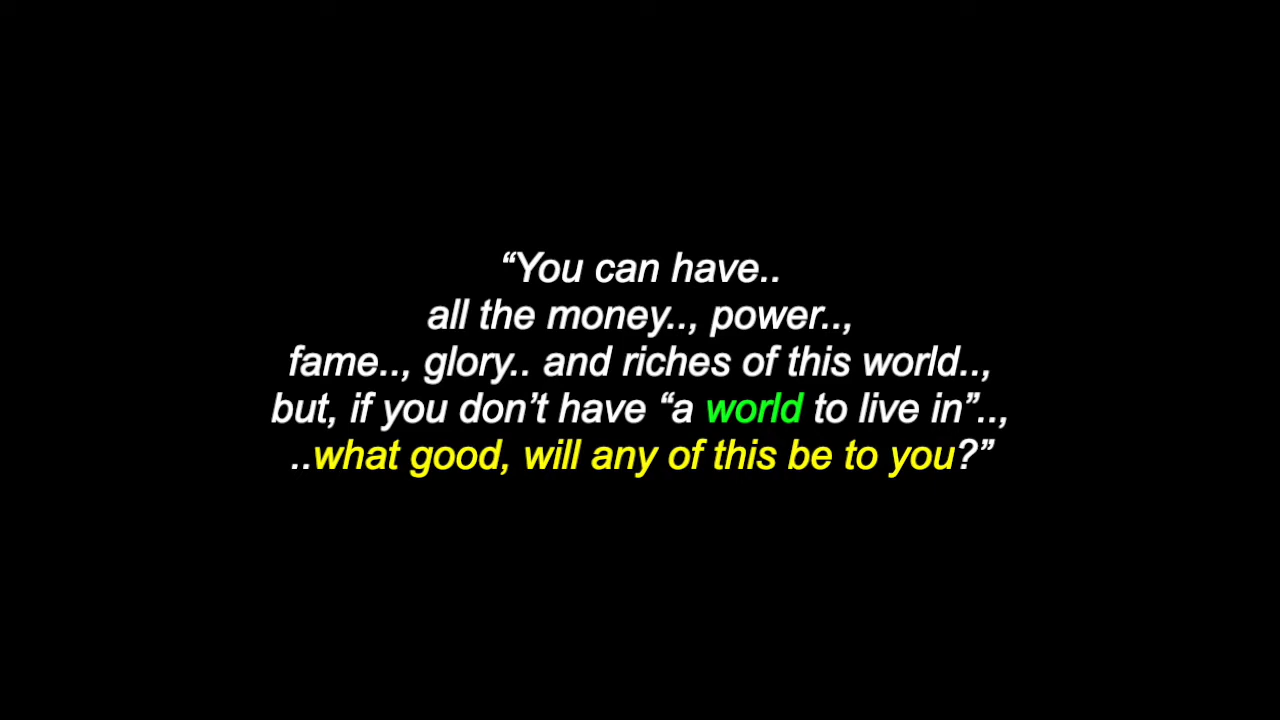 “You can have..
all the money.., power..,
fame.., glory.. and riches of this world..,
but, if you don’t have “a world to live in”..,
..what good, will any of this be to you?”